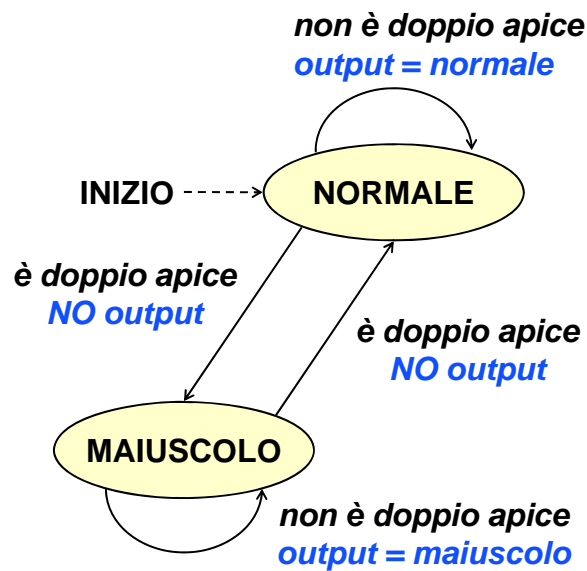 non è doppio apice
output = normale
INIZIO
NORMALE
è doppio apice
NO output
è doppio apice
NO output
MAIUSCOLO
non è doppio apice
output = maiuscolo